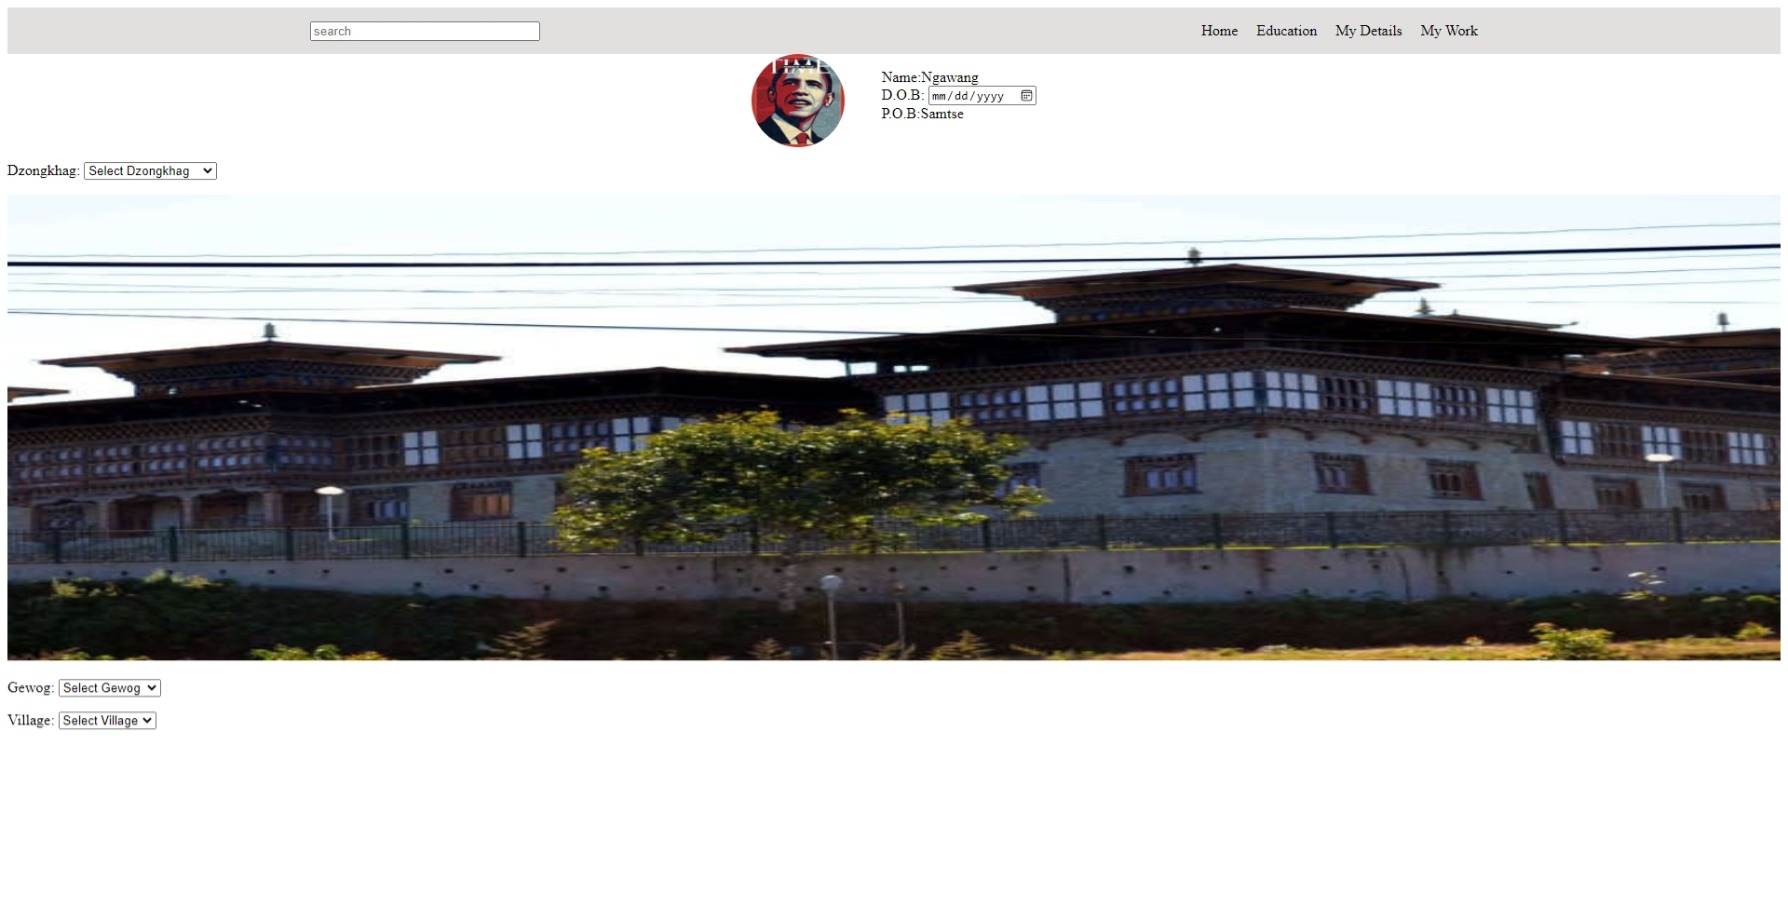 search
Home Education My Details My Work
TIME
Name:Ngawang
D.O.B: mm/dd/yyyy
P.O.B:Samtse
Dzongkhag: Select Dzongkhag
Gewog: Select Gewog
Village: Select Village